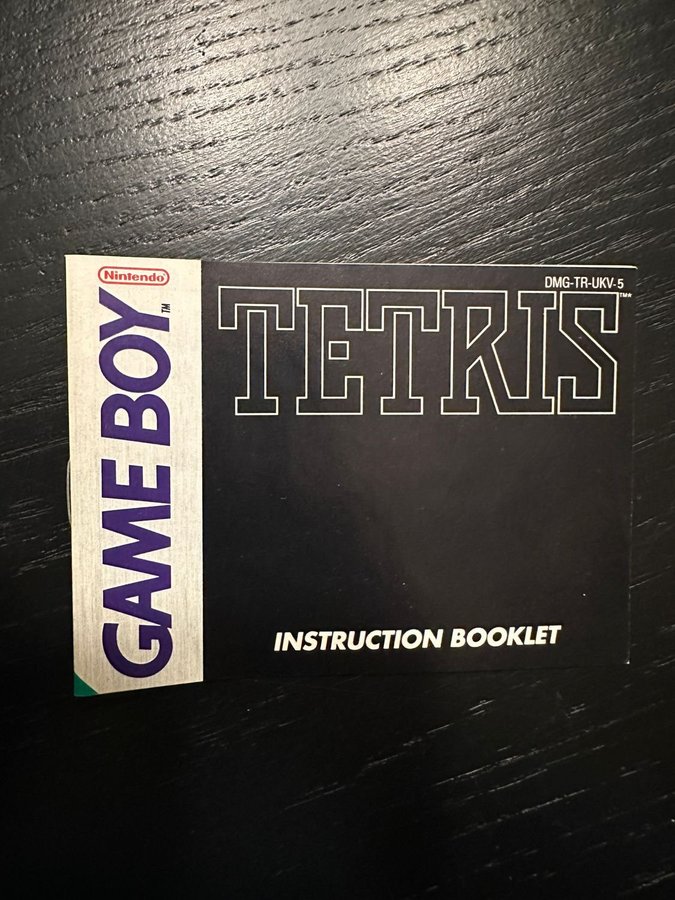 Nintendo
GAME BOY™
DMG-TR-UKV-5
TETRIS™*
INSTRUCTION BOOKLET